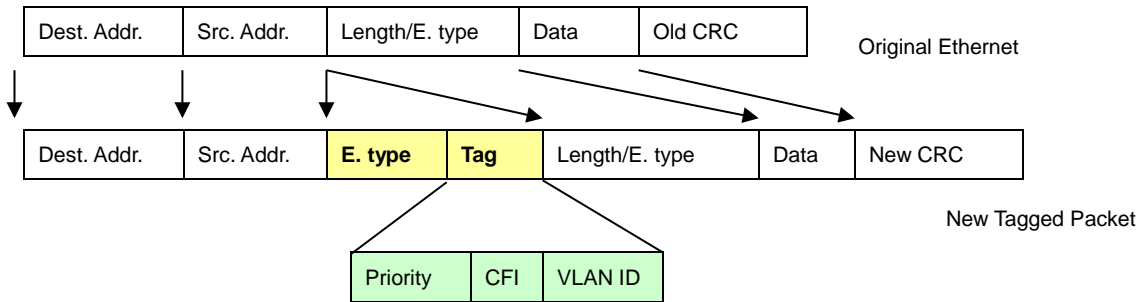 Dest. Addr. Src. Addr. Length/E. type Data Old CRC
Original Ethernet
Dest. Addr. Src. Addr. E. type Tag Length/E. type Data New CRC
New Tagged Packet
Priority CFI VLAN ID